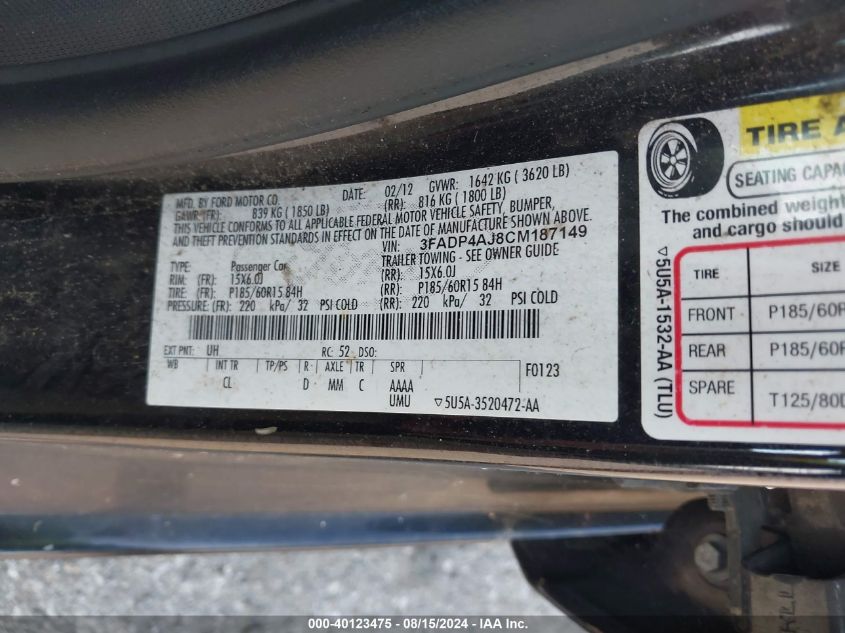 MFD. BY FORD MOTOR CO. DATE: 02/12 GVWR: 1642 KG ( 3620 LB)
GAWR (FR): 839 KG ( 1850 LB) (RR): 816 KG ( 1800 LB)
THIS VEHICLE CONFORMS TO ALL APPLICABLE FEDERAL MOTOR VEHICLE SAFETY, BUMPER,
AND THEFT PREVENTION STANDARDS IN EFFECT ON THE DATE OF MANUFACTURE SHOWN ABOVE.
VIN: 3FADP4AJ8CM187149
TYPE: Passenger Car TRAILER TOWING - SEE OWNER GUIDE
RIM: (FR): 15X6.0J (RR): 15X6.0J
TIRE: (FR): P185/60R15 84H (RR): P185/60R15 84H
PRESSURE: (FR): 220 kPa/ 32 PSI COLD (RR): 220 kPa/ 32 PSI COLD
EXT PNT: UH RC: 52 DSO:
WB INT TR TP/PS R AXLE TR SPR F0123
CL D MM C AAAA
UMU ▽5U5A-3520472-AA
TIRE A
SEATING CAPA
The combined weight
and cargo should
▽5U5A-1532-AA (TLU)
TIRE SIZE
FRONT P185/60R
REAR P185/60R
SPARE T125/80D
IAA
--- 40123475 - 08/15/2024 - IAA Inc. ---